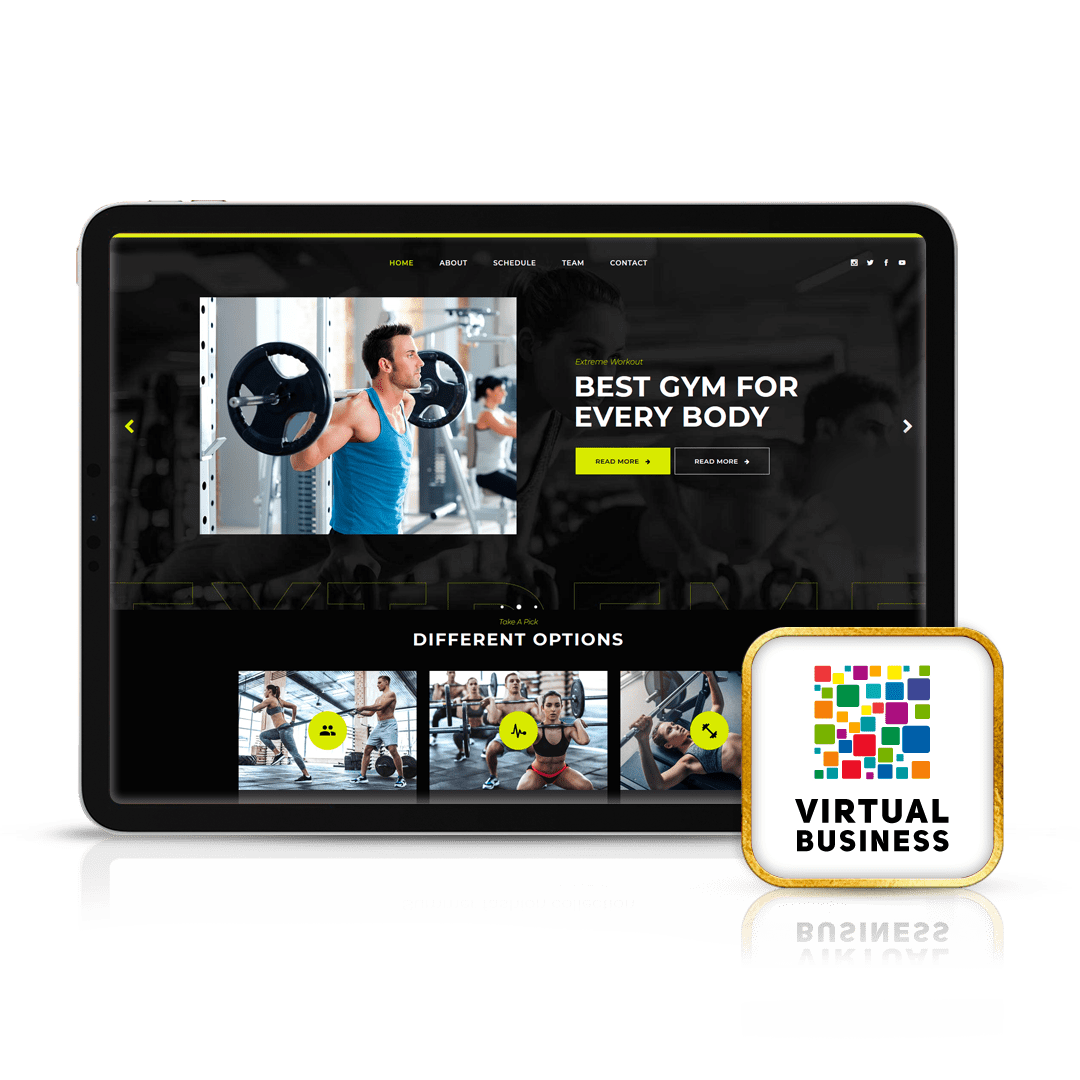 HOME ABOUT SCHEDULE TEAM CONTACT
Extreme Workout
BEST GYM FOR
EVERY BODY
READ MORE READ MORE
EXTREME
Take A Pick
DIFFERENT OPTIONS
VIRTUAL
BUSINESS